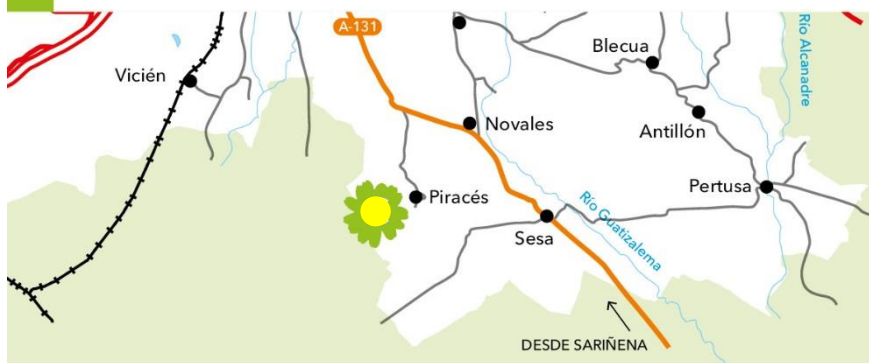 A-131
Blecua
Río Alcanadre
Vicién
Novales
Antillón
Piracés
Pertusa
Río Guatizalema
Sesa
DESDE SARIÑENA